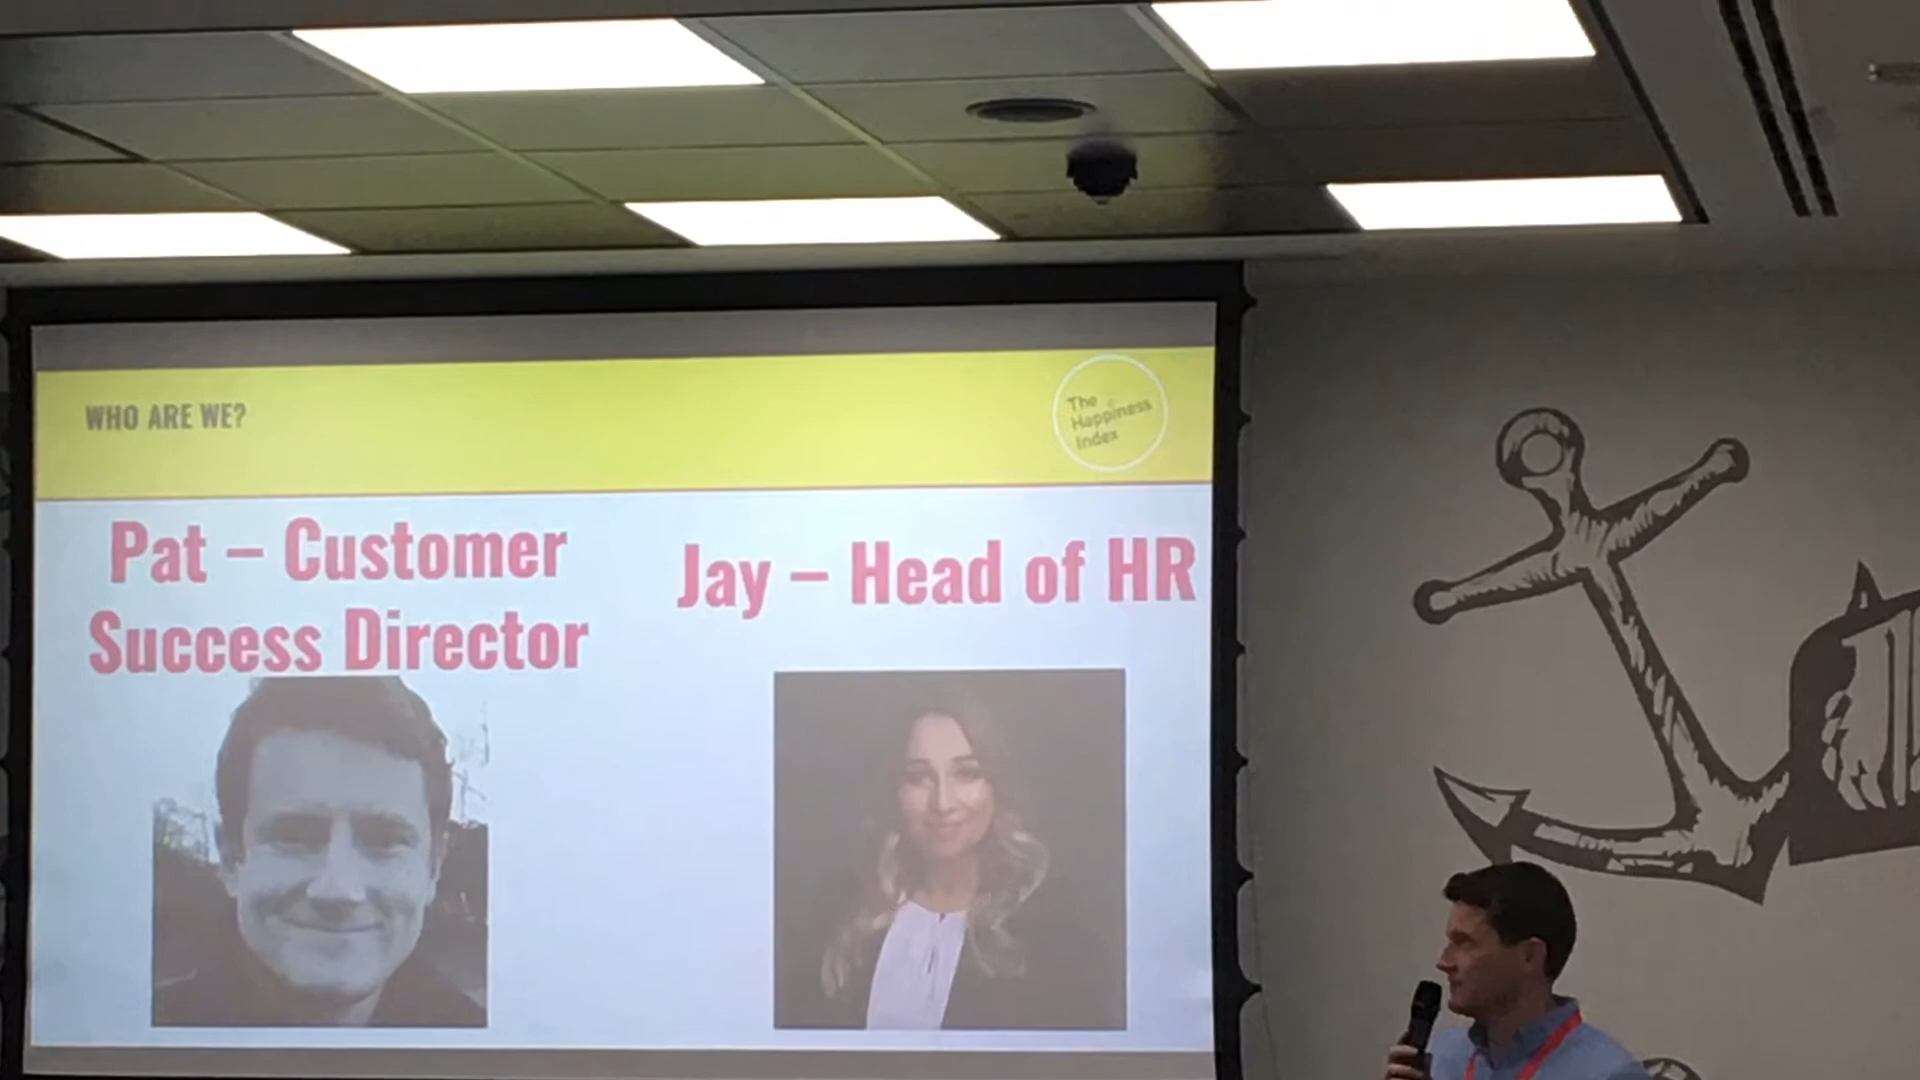 WHO ARE WE?
The
Happiness
Index
Pat – Customer
Success Director
Jay – Head of HR